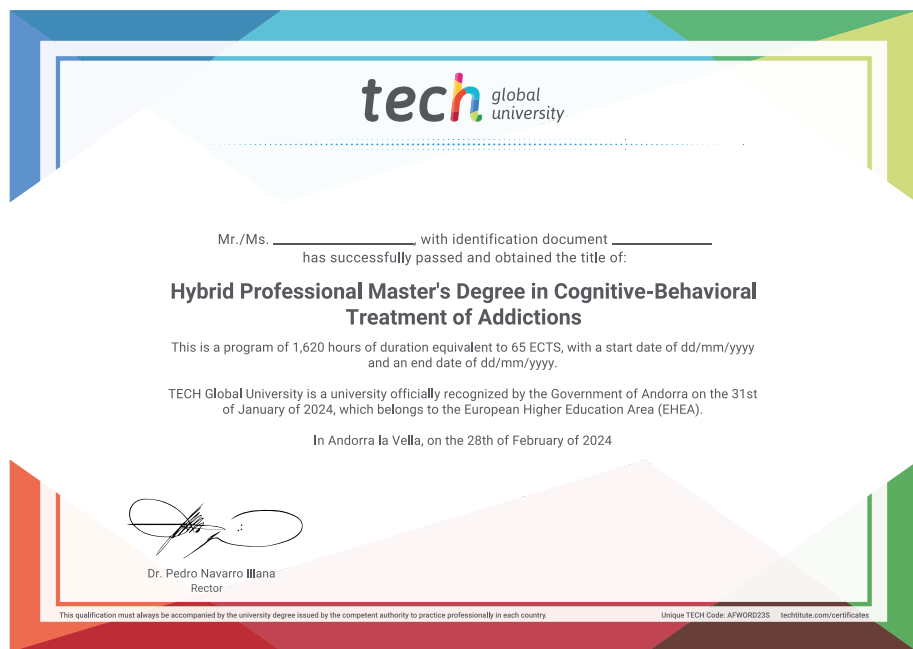 tech global university
Mr./Ms. ____________, with identification document ____________
has successfully passed and obtained the title of:
Hybrid Professional Master's Degree in Cognitive-Behavioral
Treatment of Addictions
This is a program of 1,620 hours of duration equivalent to 65 ECTS, with a start date of dd/mm/yyyy
and an end date of dd/mm/yyyy.
TECH Global University is a university officially recognized by the Government of Andorra on the 31st
of January of 2024, which belongs to the European Higher Education Area (EHEA).
In Andorra la Vella, on the 28th of February of 2024
Dr. Pedro Navarro Illana
Rector
This qualification must always be accompanied by the university degree issued by the competent authority to practice professionally in each country.
Unique TECH Code: AFWORD23S techtitute.com/certificates